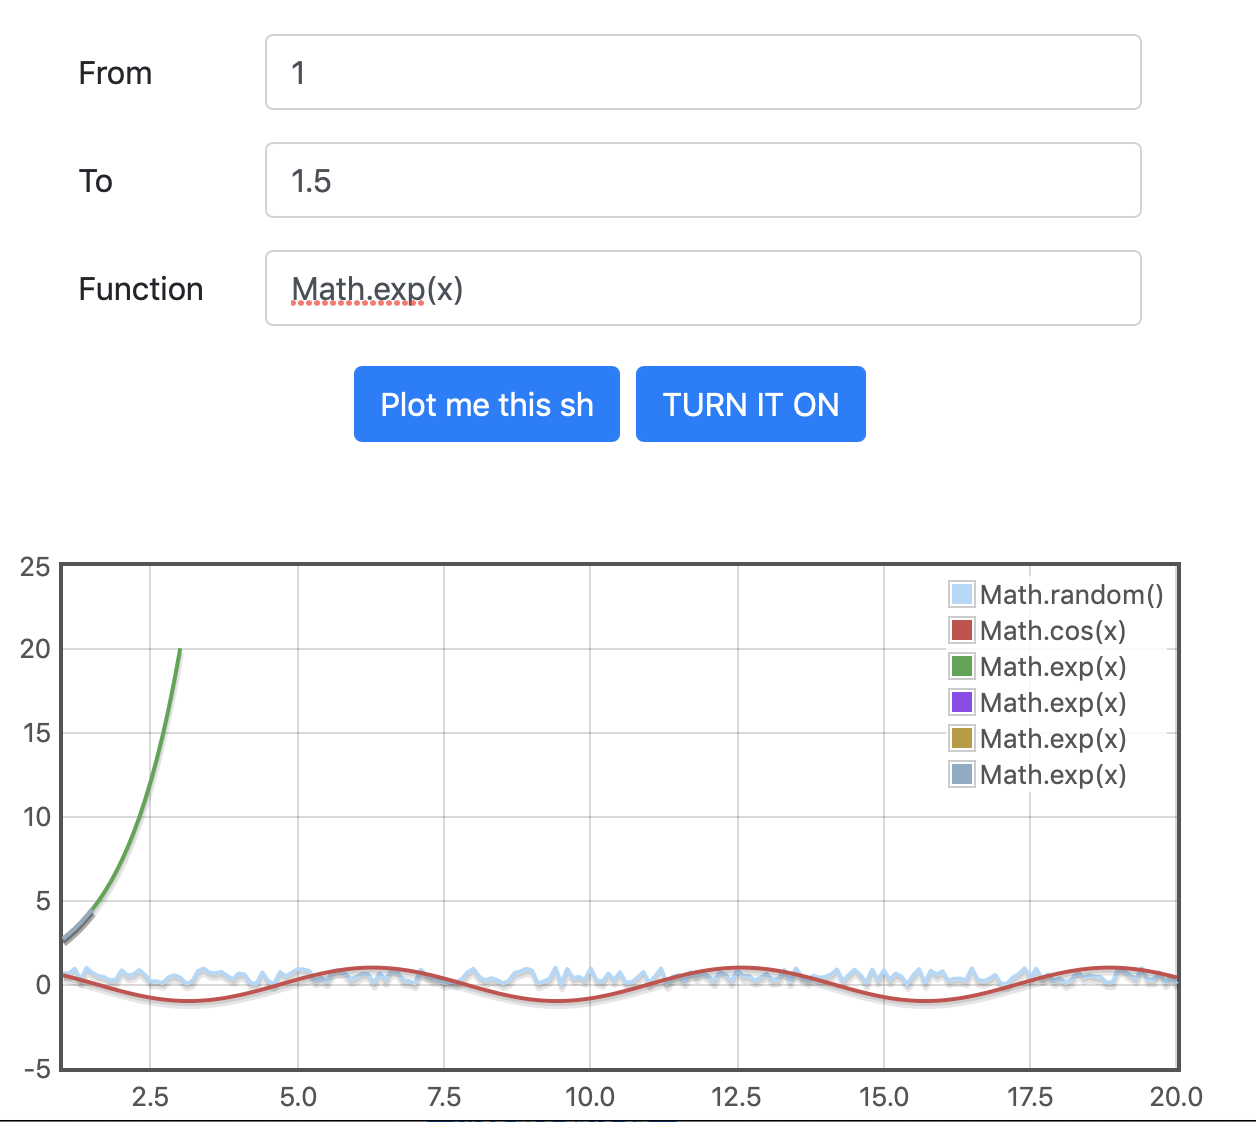 From
1
To
1.5
Function
Math.exp(x)
Plot me this sh
TURN IT ON
25
20
15
10
5
0
-5
Math.random()
Math.cos(x)
Math.exp(x)
Math.exp(x)
Math.exp(x)
Math.exp(x)
2.5 5.0 7.5 10.0 12.5 15.0 17.5 20.0